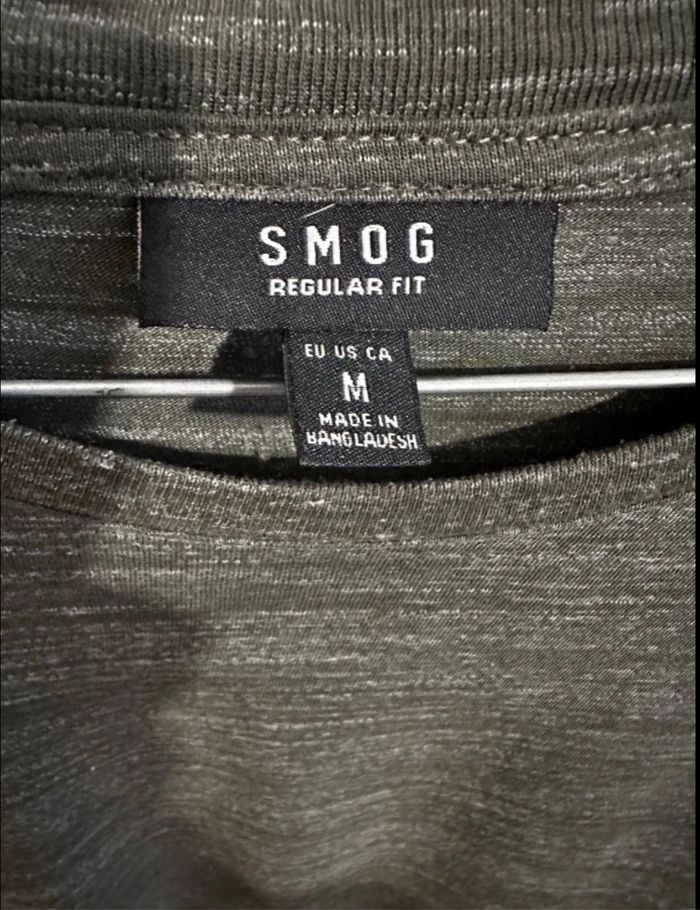 SMOG
REGULAR FIT
EU US CA
M
MADE IN
BANGLADESH